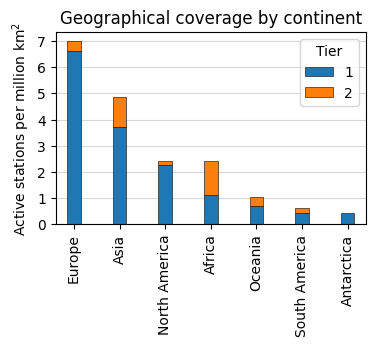 Geographical coverage by continent
Active stations per million km²
7
6
5
4
3
2
1
0
Tier
1
2
Europe
Asia
North America
Africa
Oceania
South America
Antarctica